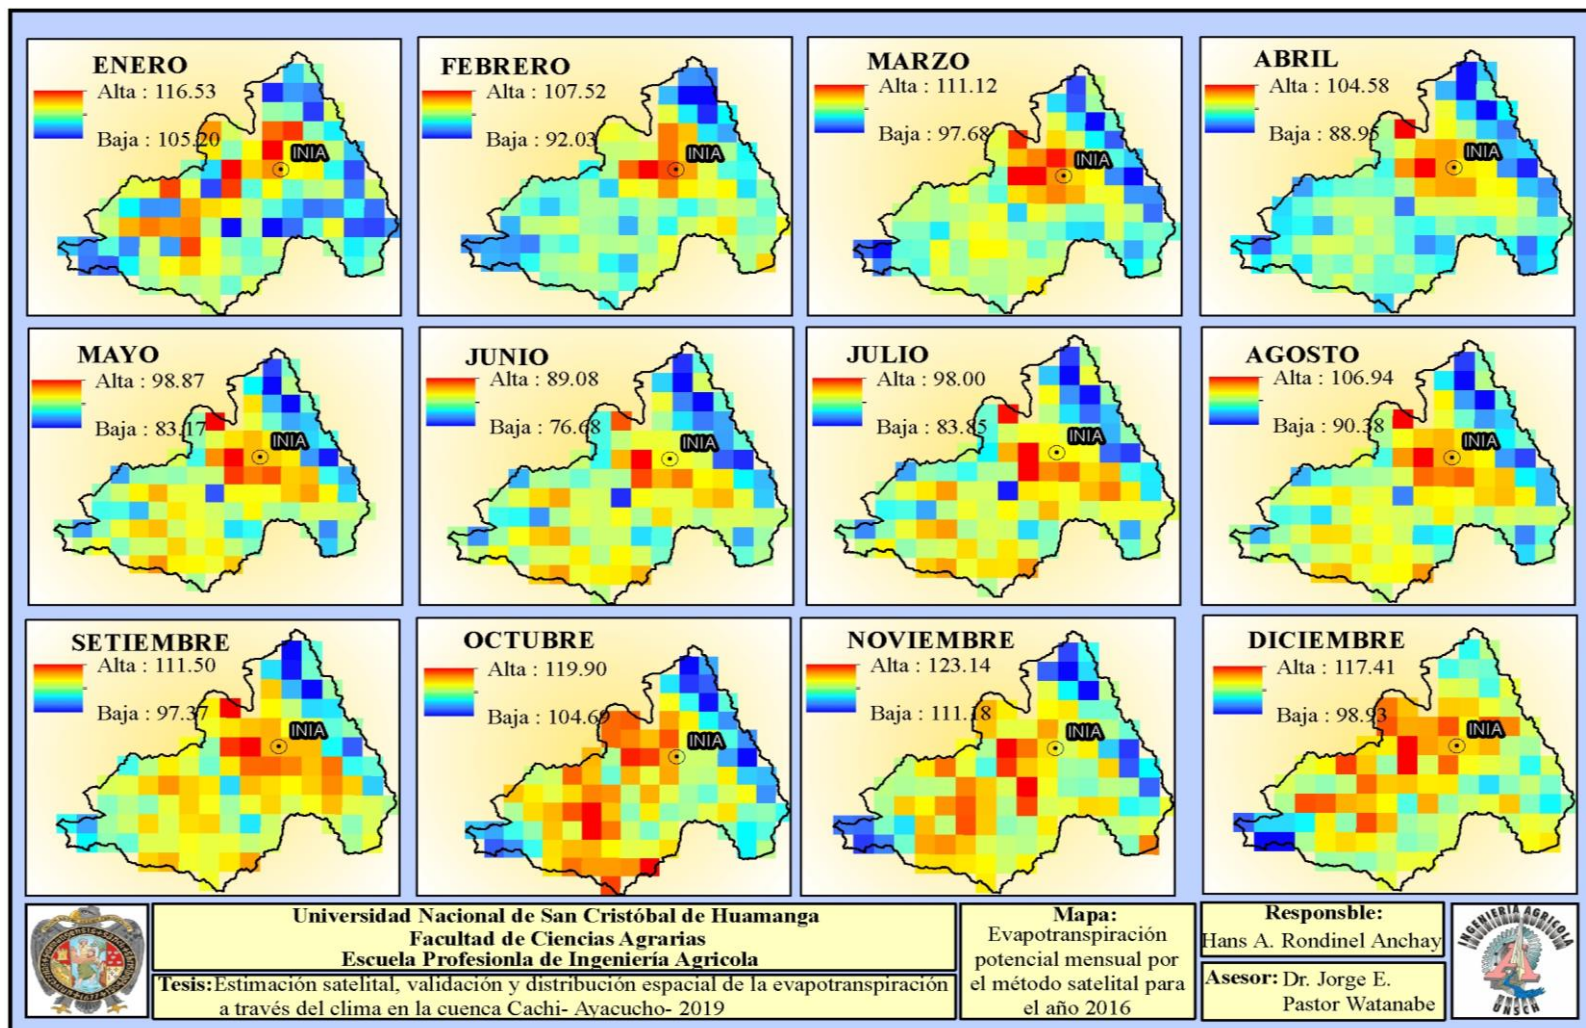 ENERO
Alta : 116.53
Baja : 105.20
INIA
FEBRERO
Alta : 107.52
Baja : 92.03
INIA
MARZO
Alta : 111.12
Baja : 97.68
INIA
ABRIL
Alta : 104.58
Baja : 88.95
INIA
MAYO
Alta : 98.87
Baja : 83.17
INIA
JUNIO
Alta : 89.08
Baja : 76.68
INIA
JULIO
Alta : 98.00
Baja : 83.85
INIA
AGOSTO
Alta : 106.94
Baja : 90.38
INIA
SETIEMBRE
Alta : 111.50
Baja : 97.37
INIA
OCTUBRE
Alta : 119.90
Baja : 104.69
INIA
NOVIEMBRE
Alta : 123.14
Baja : 111.18
INIA
DICIEMBRE
Alta : 117.41
Baja : 98.93
INIA
Universidad Nacional de San Cristóbal de Huamanga
Facultad de Ciencias Agrarias
Escuela Profesionla de Ingeniería Agricola
Tesis:Estimación satelital, validación y distribución espacial de la evapotranspiración
a través del clima en la cuenca Cachi- Ayacucho- 2019
Mapa:
Evapotranspiración
potencial mensual por
el método satelital para
el año 2016
Responsble:
Hans A. Rondinel Anchay
Asesor: Dr. Jorge E.
Pastor Watanabe
INGENIERIA AGRICOLA
UNSCH